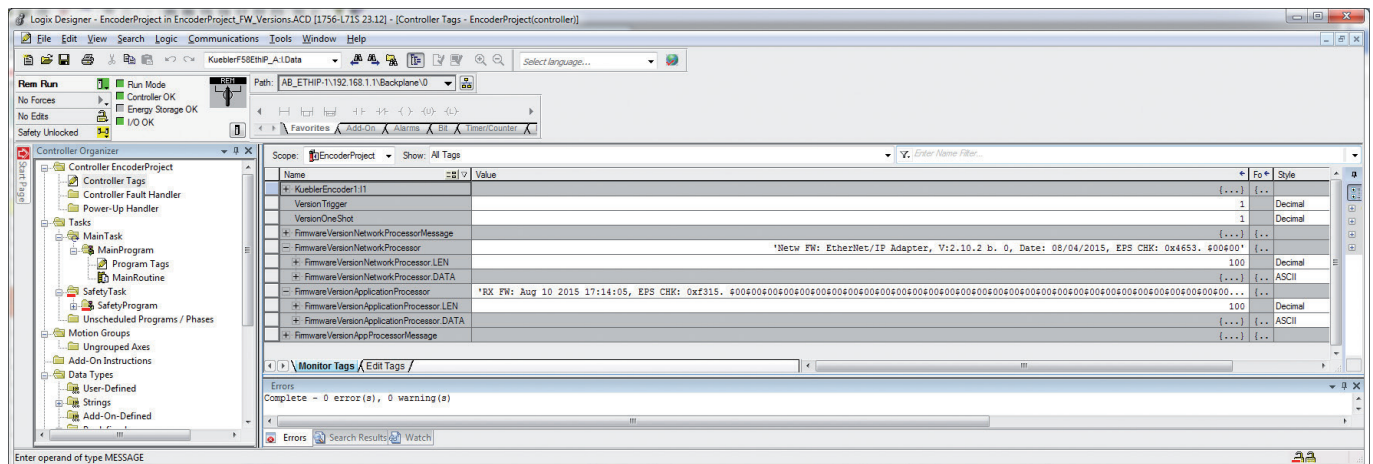 Logix Designer - EncoderProject in EncoderProject_FW_Versions.ACD [1756-L71S 23.12] - [Controller Tags - EncoderProject(controller)]
File Edit View Search Logic Communications Tools Window Help
KueblerF58EthIP_A:I.Data
Select language...
Rem Run
No Forces
No Edits
Safety Unlocked
Run Mode
Controller OK
Energy Storage OK
I/O OK
REM
Path: AB_ETHIP-1\192.168.1.1\Backplane\0
Favorites Add-On Alarms Bit Timer/Counter
Start Page
Controller Organizer
Controller EncoderProject
Controller Tags
Controller Fault Handler
Power-Up Handler
Tasks
MainTask
MainProgram
Program Tags
MainRoutine
SafetyTask
SafetyProgram
Unscheduled Programs / Phases
Motion Groups
Ungrouped Axes
Add-On Instructions
Data Types
User-Defined
Strings
Add-On-Defined
Scope: EncoderProject Show: All Tags Enter Name Filter...
Name Value Fo Style
KueblerEncoder1:I1 {...} {..
VersionTrigger 1 Decimal
VersionOneShot 1 Decimal
FirmwareVersionNetworkProcessorMessage {...} {..
FirmwareVersionNetworkProcessor 'Netw FW: EtherNet/IP Adapter, V:2.10.2 b. 0, Date: 08/04/2015, EPS CHK: 0x4653. $00$00' {..
FirmwareVersionNetworkProcessor.LEN 100 Decimal
FirmwareVersionNetworkProcessor.DATA {...} {.. ASCII
FirmwareVersionApplicationProcessor 'RX FW: Aug 10 2015 17:14:05, EPS CHK: 0xf315. $00$00$00$00$00$00$00$00$00$00$00$00$00$00$00$00$00$00$00$00$00$00$00$00$00$00$00$00$00$00$00... {..
FirmwareVersionApplicationProcessor.LEN 100 Decimal
FirmwareVersionApplicationProcessor.DATA {...} {.. ASCII
FirmwareVersionAppProcessorMessage {...} {..
Monitor Tags Edit Tags
Errors
Complete - 0 error(s), 0 warning(s)
Errors Search Results Watch
Enter operand of type MESSAGE